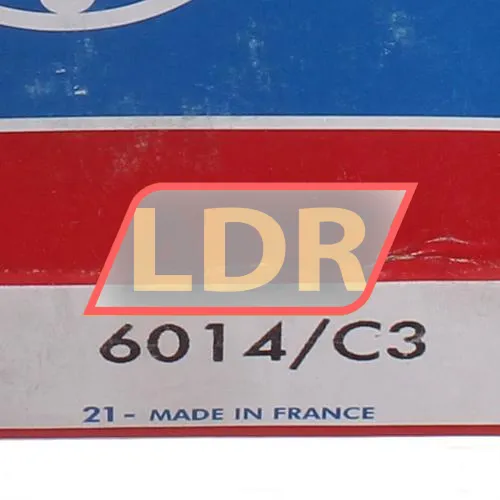 LDR
6014/C3
21- MADE IN FRANCE